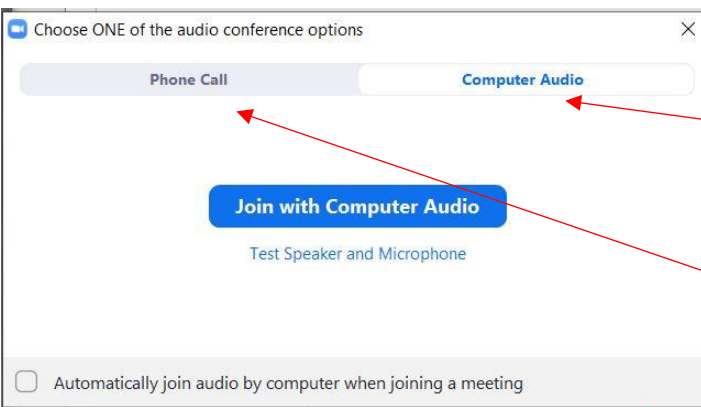 Choose ONE of the audio conference options
Phone Call Computer Audio
Join with Computer Audio
Test Speaker and Microphone
Automatically join audio by computer when joining a meeting